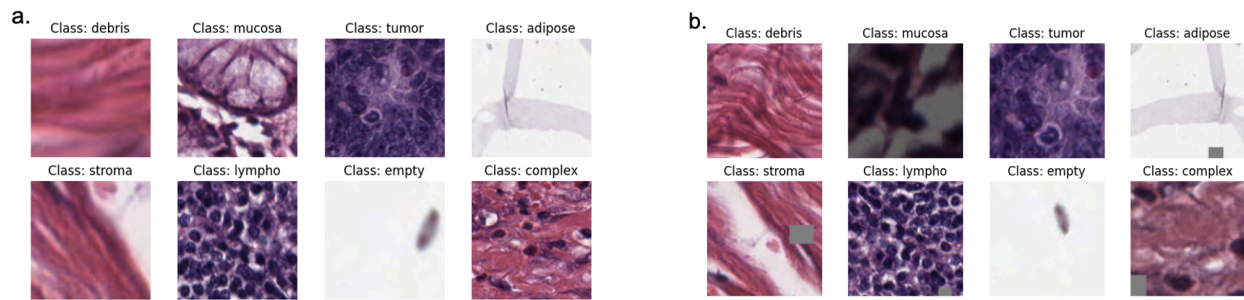 a.
Class: debris Class: mucosa Class: tumor Class: adipose
Class: stroma Class: lympho Class: empty Class: complex
b.
Class: debris Class: mucosa Class: tumor Class: adipose
Class: stroma Class: lympho Class: empty Class: complex